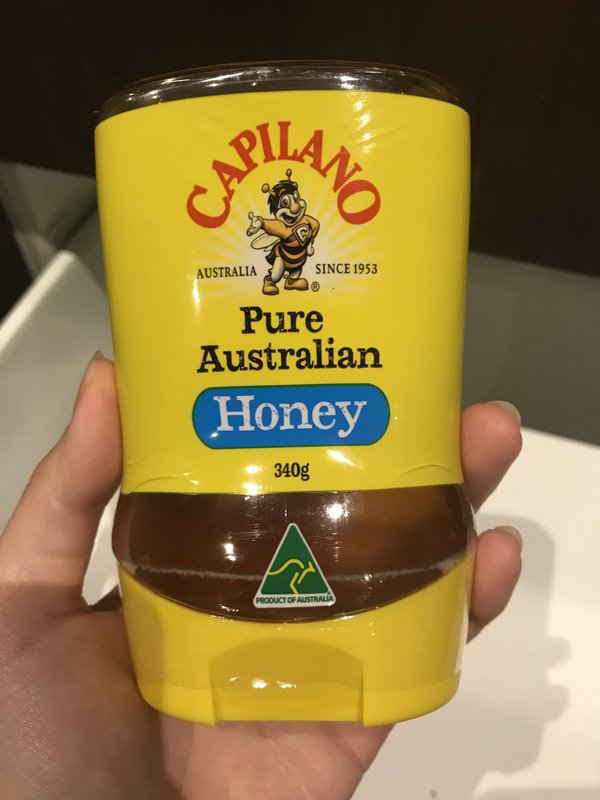 CAPILANO
AUSTRALIA SINCE 1953
®
Pure
Australian
Honey
340g
PRODUCT OF AUSTRALIA